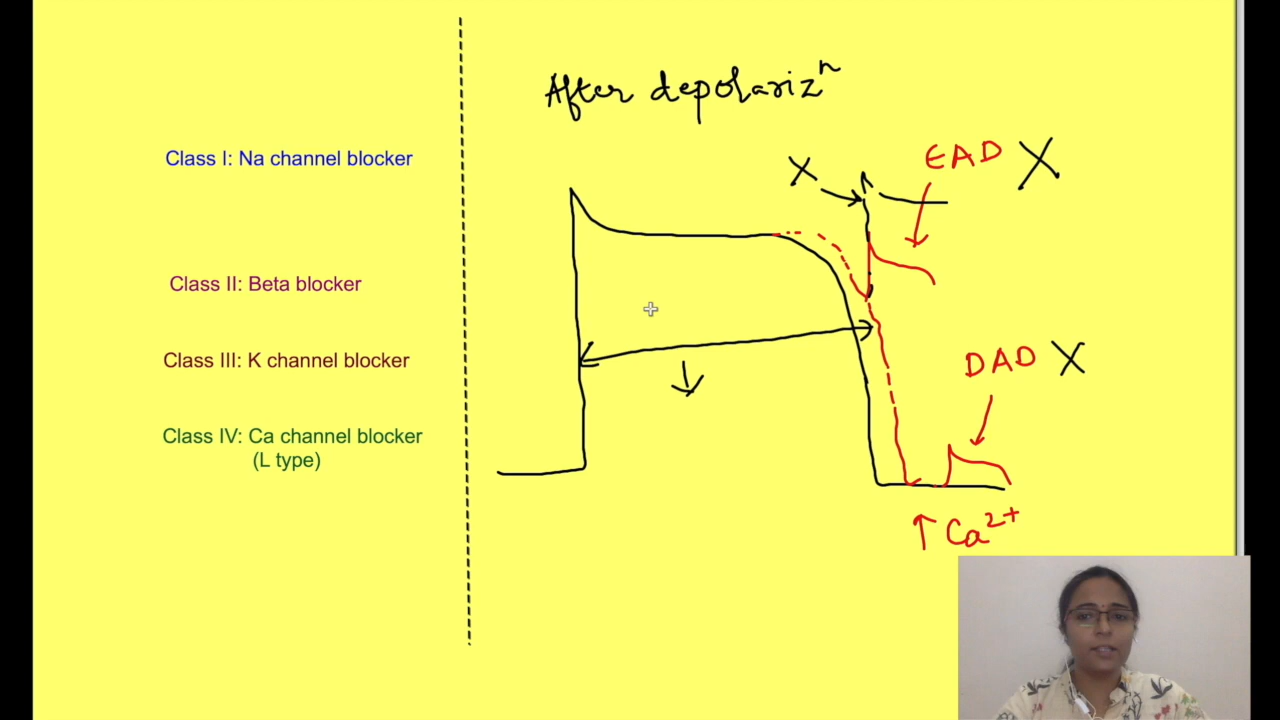 After depolarizⁿ
Class I: Na channel blocker
Class II: Beta blocker
Class III: K channel blocker
Class IV: Ca channel blocker
(L type)
X
EAD X
DAD X
↓
↑ Ca²⁺